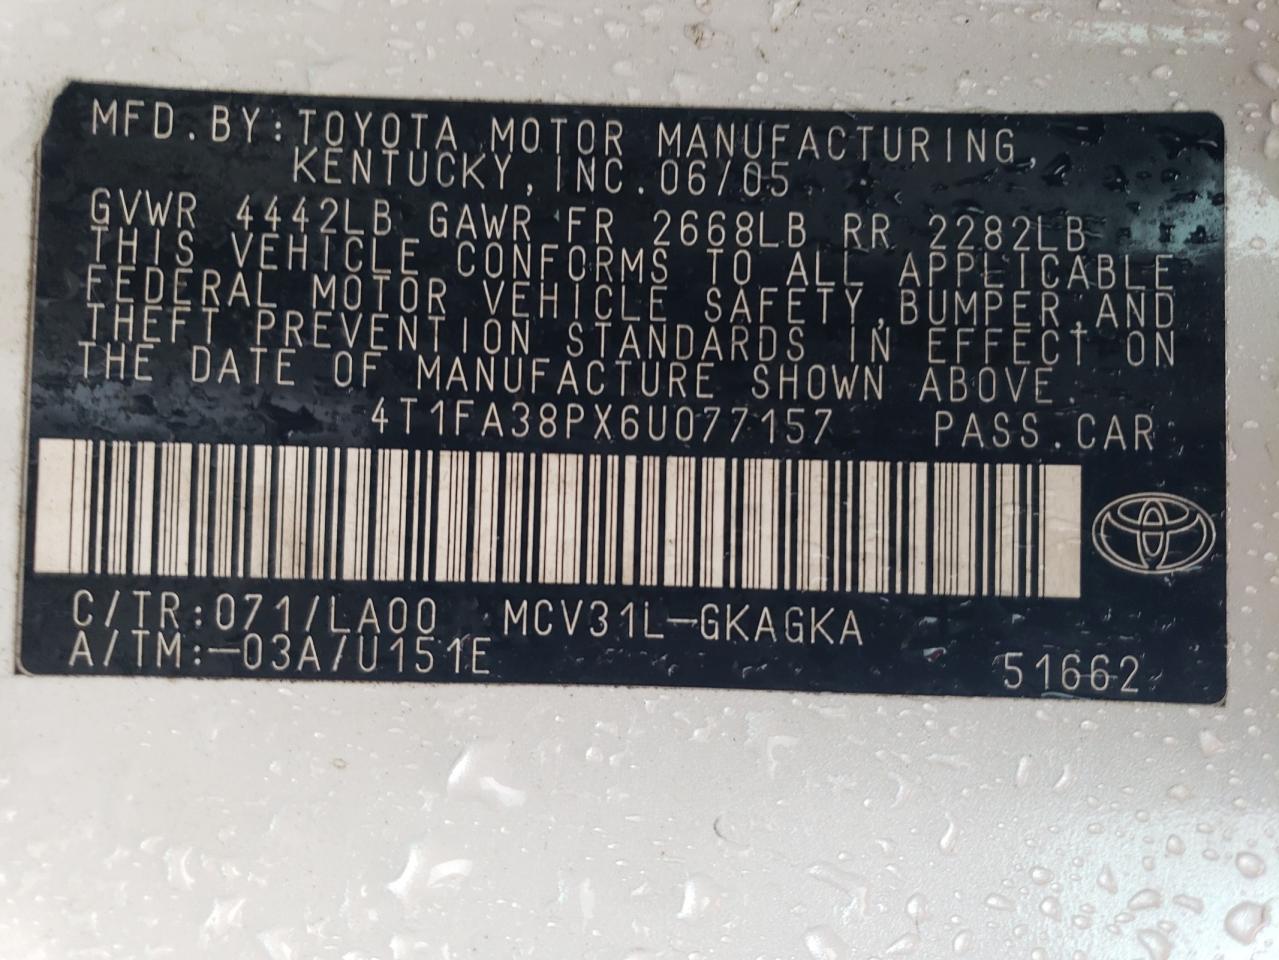 MFD. BY: TOYOTA MOTOR MANUFACTURING,
KENTUCKY, INC. 06/05
GVWR 4442LB GAWR FR 2668LB RR 2282LB
THIS VEHICLE CONFORMS TO ALL APPLICABLE
FEDERAL MOTOR VEHICLE SAFETY, BUMPER, AND
THEFT PREVENTION STANDARDS IN EFFECT ON
THE DATE OF MANUFACTURE SHOWN ABOVE.
4T1FA38PX6U077157 PASS. CAR
C/TR: 071/LA00 MCV31L-GKAGKA
A/TM: -03A/U151E 51662